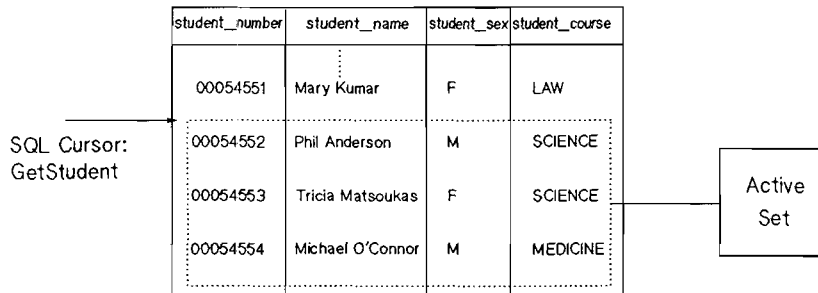 student_number student_name student_sex student_course
00054551 Mary Kumar F LAW
SQL Cursor:
GetStudent
00054552 Phil Anderson M SCIENCE
00054553 Tricia Matsoukas F SCIENCE
00054554 Michael O'Connor M MEDICINE
Active
Set